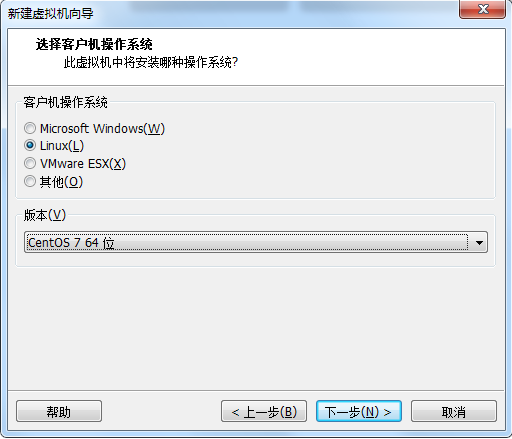 新建虚拟机向导
选择客户机操作系统
此虚拟机中将安装哪种操作系统?
客户机操作系统
Microsoft Windows(W)
Linux(L)
VMware ESX(X)
其他(O)
版本(V)
CentOS 7 64 位
帮助
< 上一步(B)
下一步(N) >
取消